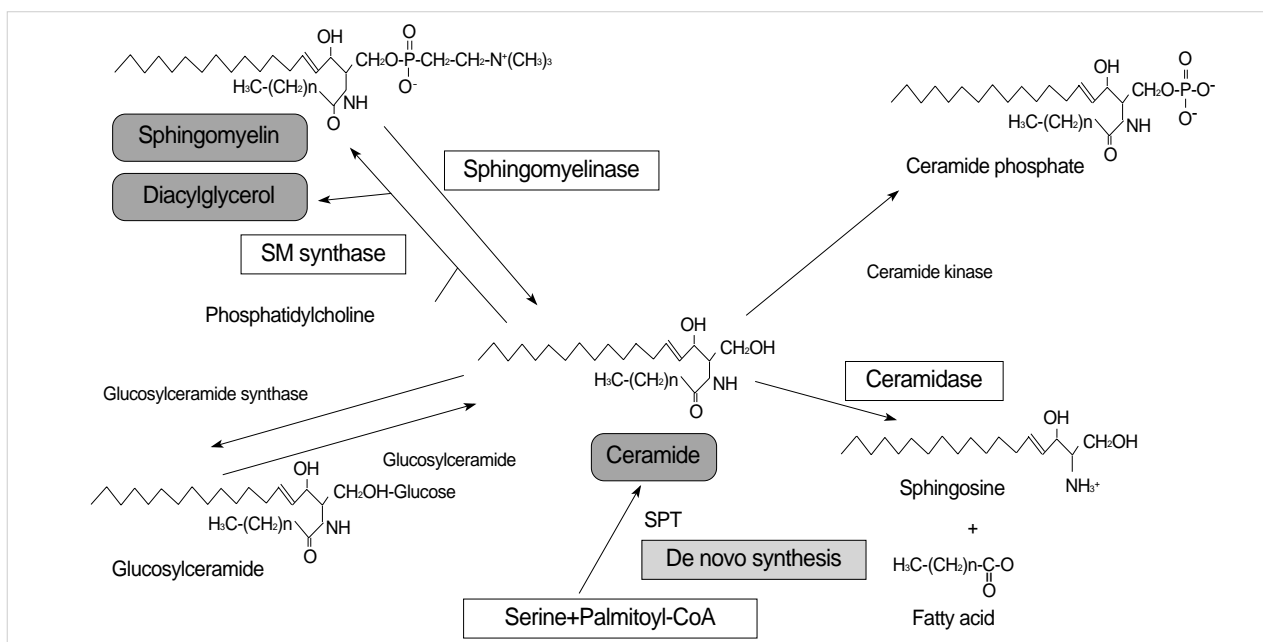 OH
O
CH₂O-P-CH₂-CH₂-N⁺(CH₃)₃
O⁻
H₃C-(CH₂)n
NH
O
Sphingomyelin
Diacylglycerol
Sphingomyelinase
SM synthase
Phosphatidylcholine
OH
O
CH₂O-P-O⁻
O⁻
H₃C-(CH₂)n
NH
O
Ceramide phosphate
Ceramide kinase
OH
CH₂OH
H₃C-(CH₂)n
NH
O
Ceramide
Ceramidase
OH
CH₂OH
NH₃⁺
Sphingosine
+
H₃C-(CH₂)n-C-O
O
Fatty acid
Glucosylceramide synthase
Glucosylceramide
OH
CH₂OH-Glucose
H₃C-(CH₂)n
NH
O
Glucosylceramide
SPT
De novo synthesis
Serine+Palmitoyl-CoA